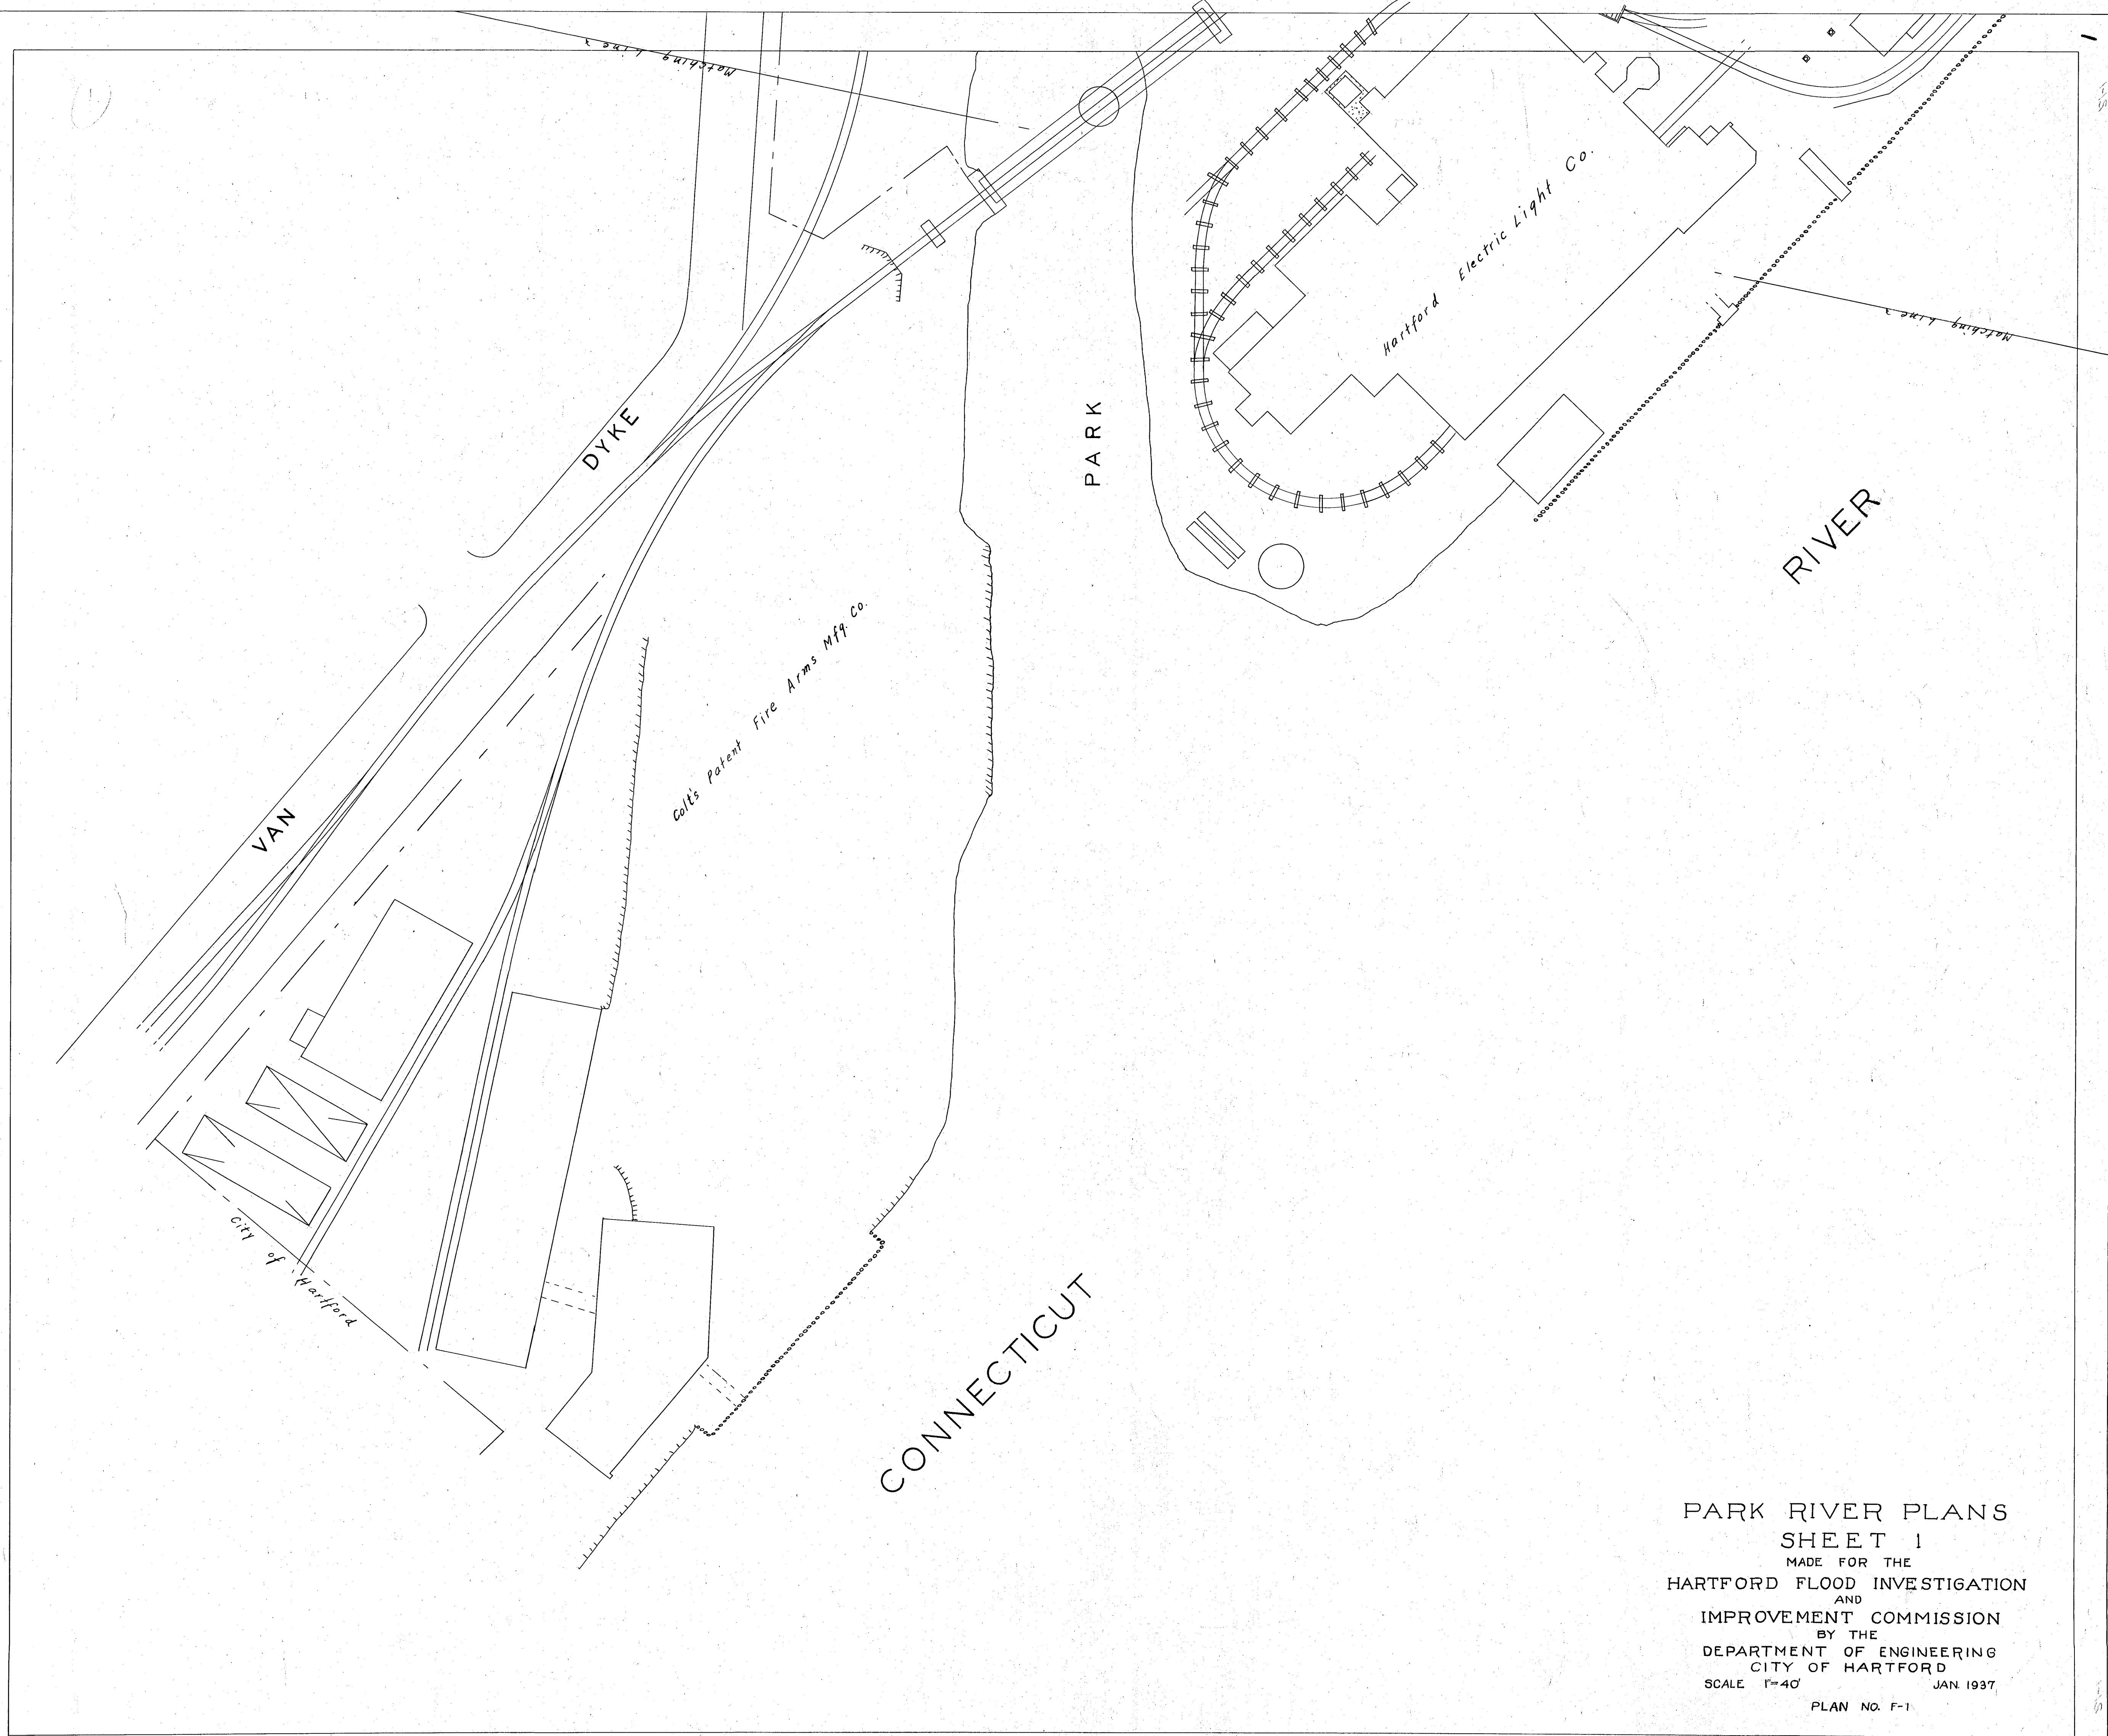 Matching Line
Matching Line
Hartford Electric Light Co.
DYKE
PARK
RIVER
Colt's Patent Fire Arms Mfg. Co.
VAN
City of Hartford
CONNECTICUT
PARK RIVER PLANS
SHEET 1
MADE FOR THE
HARTFORD FLOOD INVESTIGATION
AND
IMPROVEMENT COMMISSION
BY THE
DEPARTMENT OF ENGINEERING
CITY OF HARTFORD
SCALE 1"=40' JAN. 1937
PLAN NO. F-1